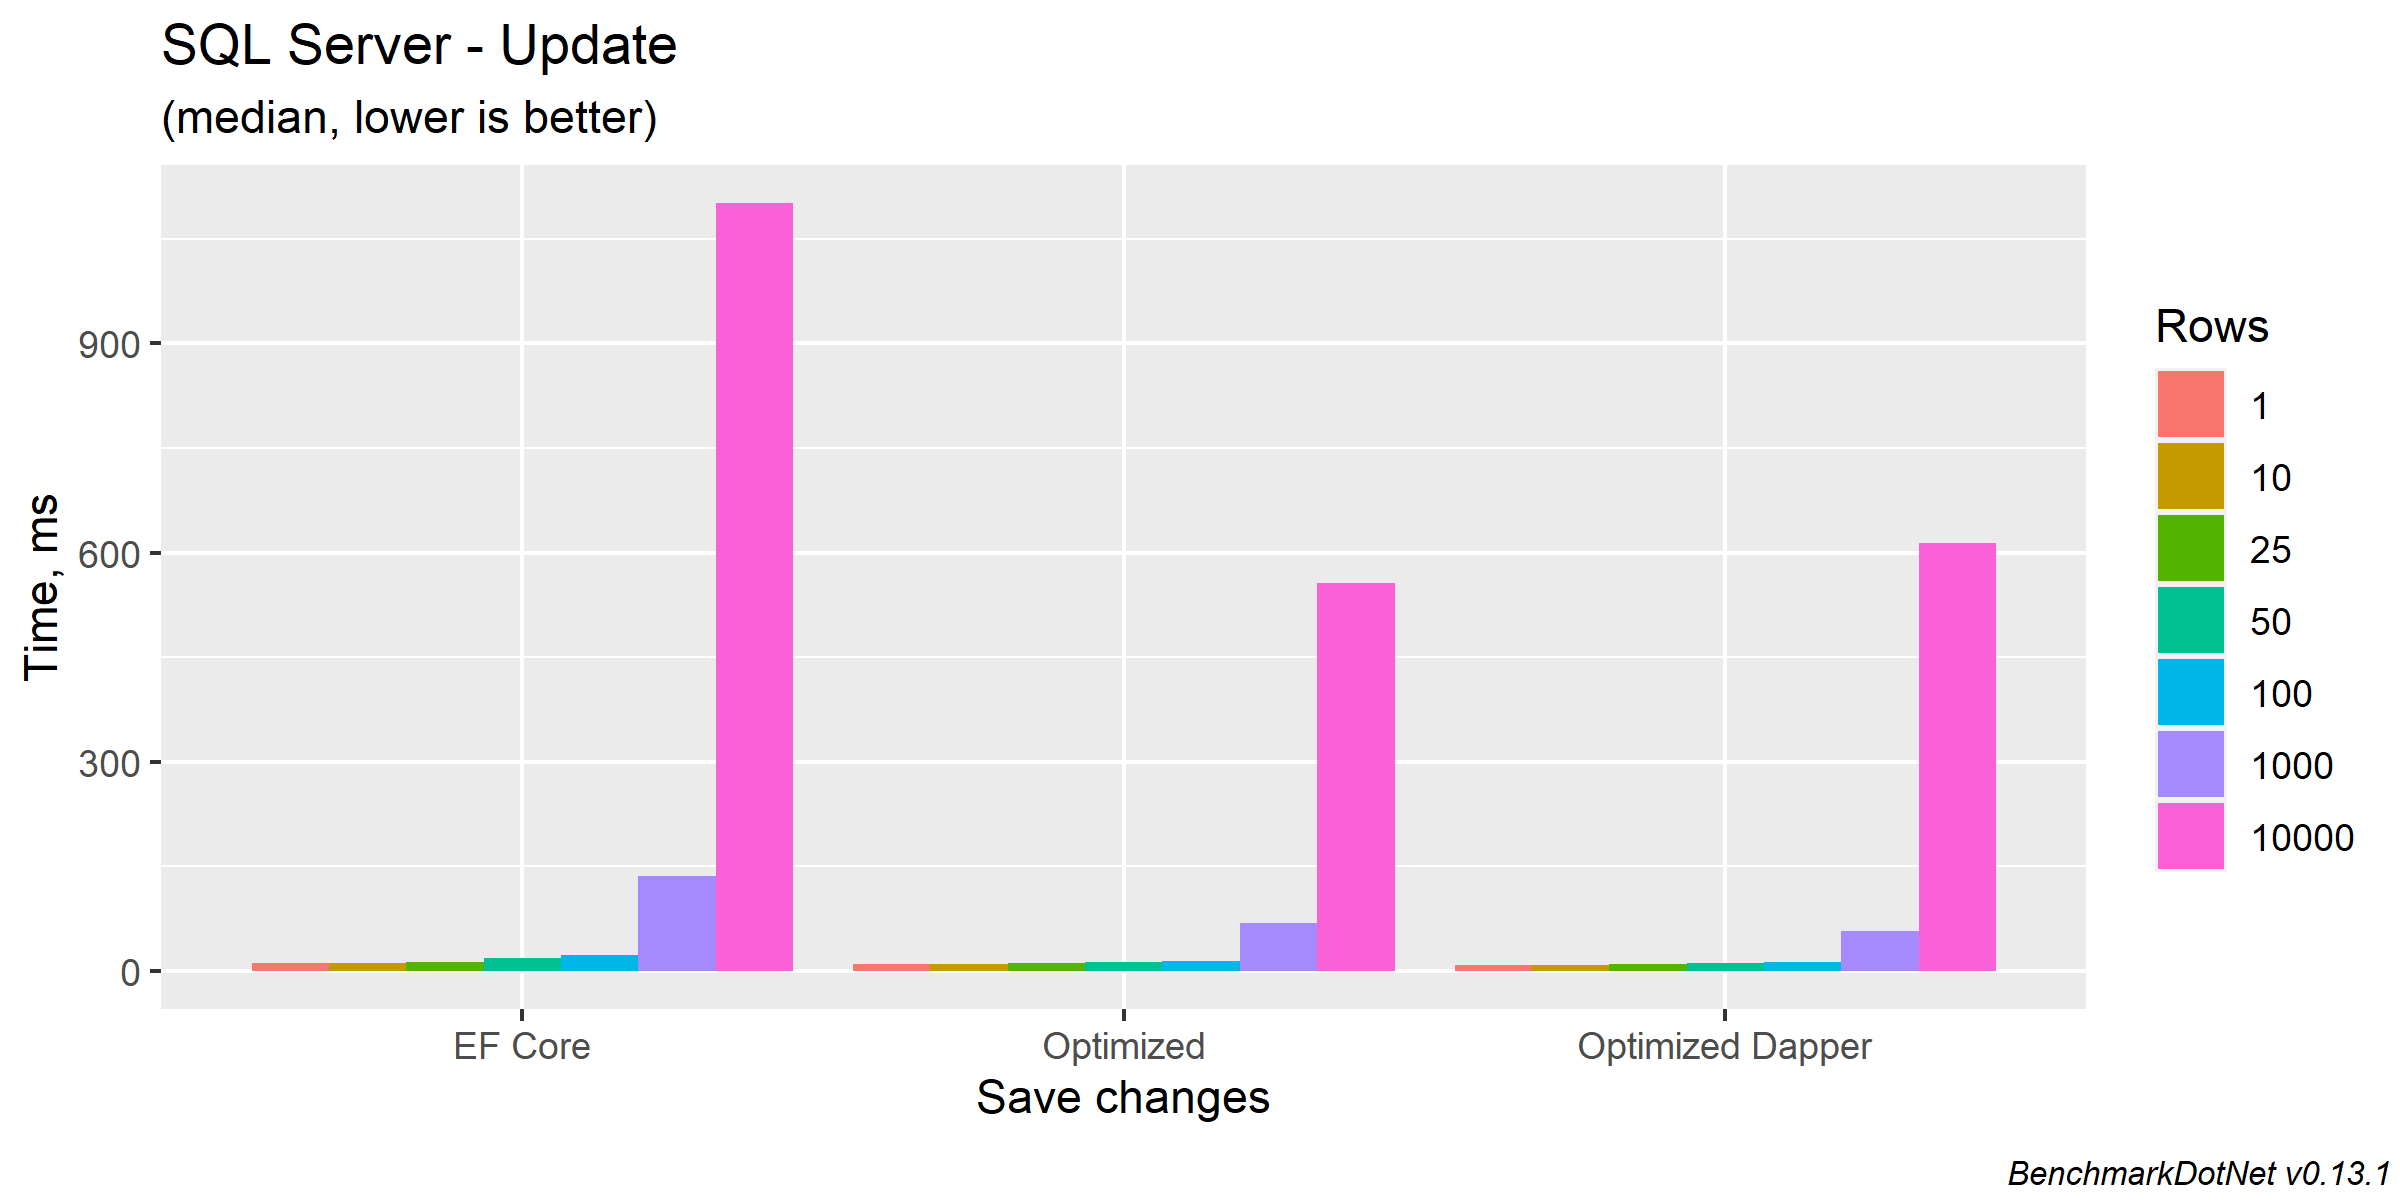 SQL Server - Update
(median, lower is better)
Time, ms
900
600
300
0
EF Core
Optimized
Optimized Dapper
Save changes
Rows
1
10
25
50
100
1000
10000
BenchmarkDotNet v0.13.1